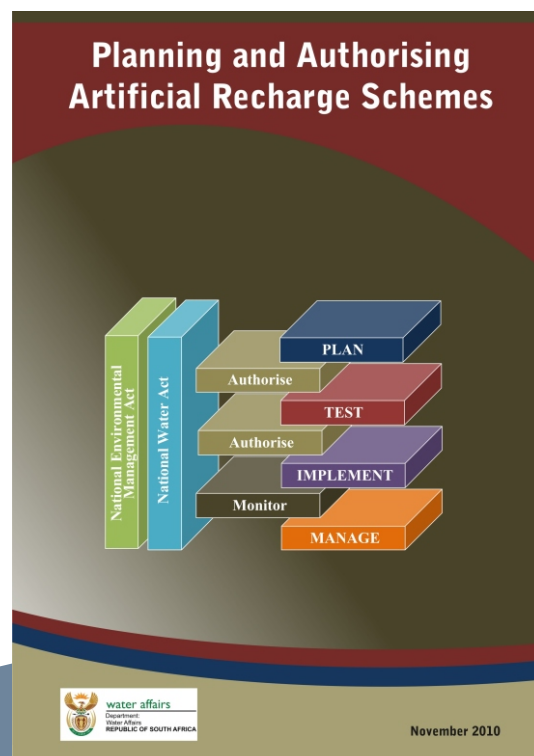 Planning and Authorising
Artificial Recharge Schemes
National Environmental
Management Act
National Water Act
PLAN
Authorise
TEST
Authorise
IMPLEMENT
Monitor
MANAGE
water affairs
Department:
Water Affairs
REPUBLIC OF SOUTH AFRICA
November 2010